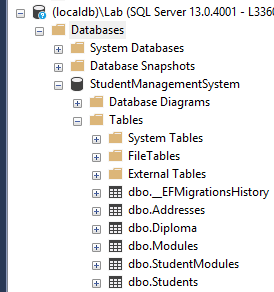 (localdb)\Lab (SQL Server 13.0.4001 - L336
Databases
System Databases
Database Snapshots
StudentManagementSystem
Database Diagrams
Tables
System Tables
FileTables
External Tables
dbo.__EFMigrationsHistory
dbo.Addresses
dbo.Diploma
dbo.Modules
dbo.StudentModules
dbo.Students